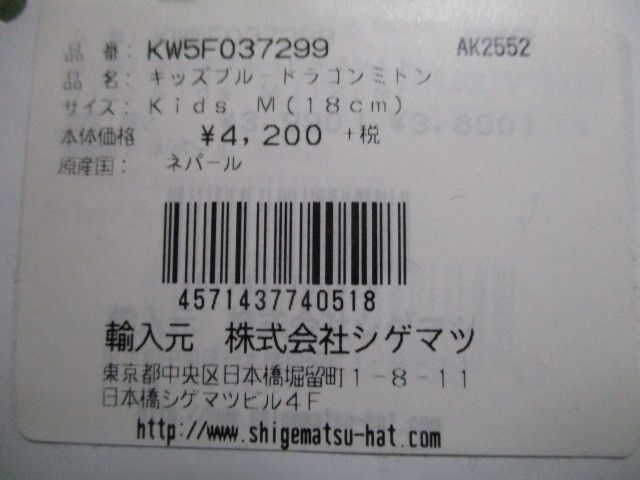 品 番: KW5F037299 AK2552
品 名: キッズブルードラゴンミトン
サイズ: Kids M(18cm)
本体価格 ¥4,200 +税
原産国: ネパール
4571437740518
輸入元 株式会社シゲマツ
東京都中央区日本橋堀留町1-8-11
日本橋シゲマツビル4F
http://www.shigematsu-hat.com